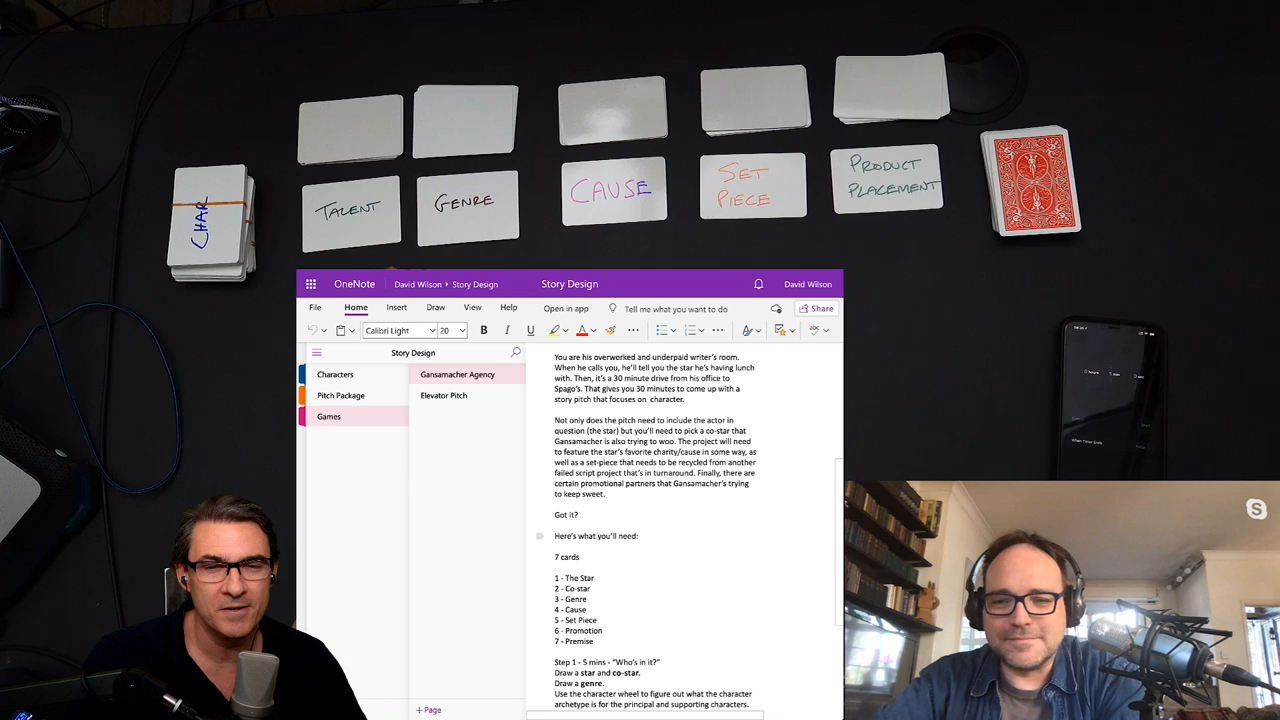 CHAR
TALENT
GENRE
CAUSE
SET
PIECE
PRODUCT
PLACEMENT
OneNote
David Wilson › Story Design
Story Design
David Wilson
File
Home
Insert
Draw
View
Help
Open in app
Tell me what you want to do
Share
Calibri Light
20
B
I
U
A
abc
Story Design
Characters
Pitch Package
Games
Gansamacher Agency
Elevator Pitch
+ Page
You are his overworked and underpaid writer's room.
When he calls you, he'll tell you the star he's having lunch
with. Then, it's a 30 minute drive from his office to
Spago's. That gives you 30 minutes to come up with a
story pitch that focuses on character.
Not only does the pitch need to include the actor in
question (the star) but you'll need to pick a co-star that
Gansamacher is also trying to woo. The project will need
to feature the star's favorite charity/cause in some way, as
well as a set-piece that needs to be recycled from another
failed script project that's in turnaround. Finally, there are
certain promotional partners that Gansamacher's trying
to keep sweet.
Got it?
Here's what you'll need:
7 cards
1 - The Star
2 - Co-star
3 - Genre
4 - Cause
5 - Set Piece
6 - Promotion
7 - Premise
Step 1 - 5 mins - "Who's in it?"
Draw a star and co-star.
Draw a genre.
Use the character wheel to figure out what the character
archetype is for the principal and supporting characters.
When Timer Ends
S